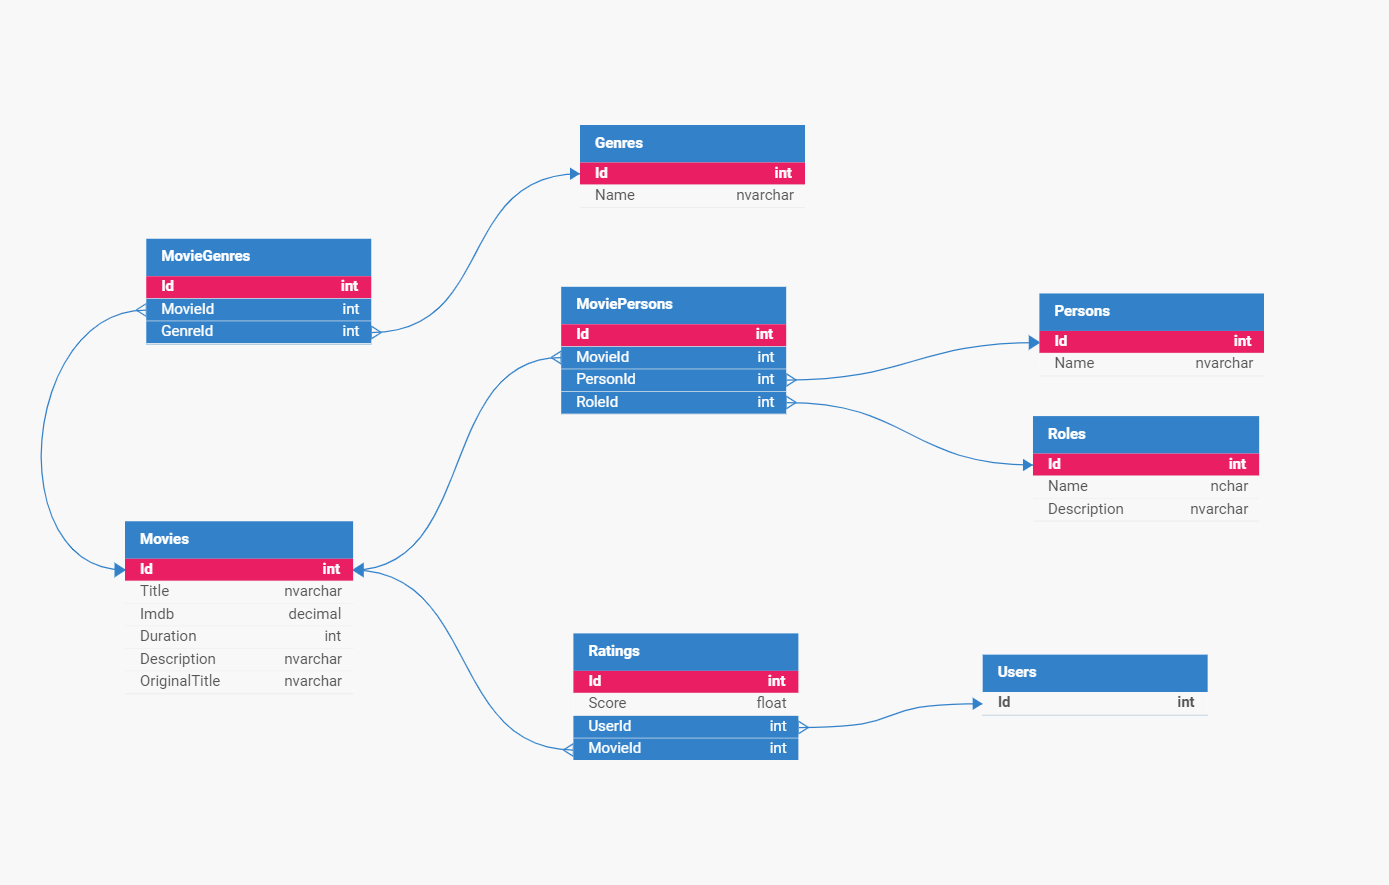 Genres
Id int
Name nvarchar
MovieGenres
Id int
MovieId int
GenreId int
MoviePersons
Id int
MovieId int
PersonId int
RoleId int
Persons
Id int
Name nvarchar
Roles
Id int
Name nchar
Description nvarchar
Movies
Id int
Title nvarchar
Imdb decimal
Duration int
Description nvarchar
OriginalTitle nvarchar
Ratings
Id int
Score float
UserId int
MovieId int
Users
Id int